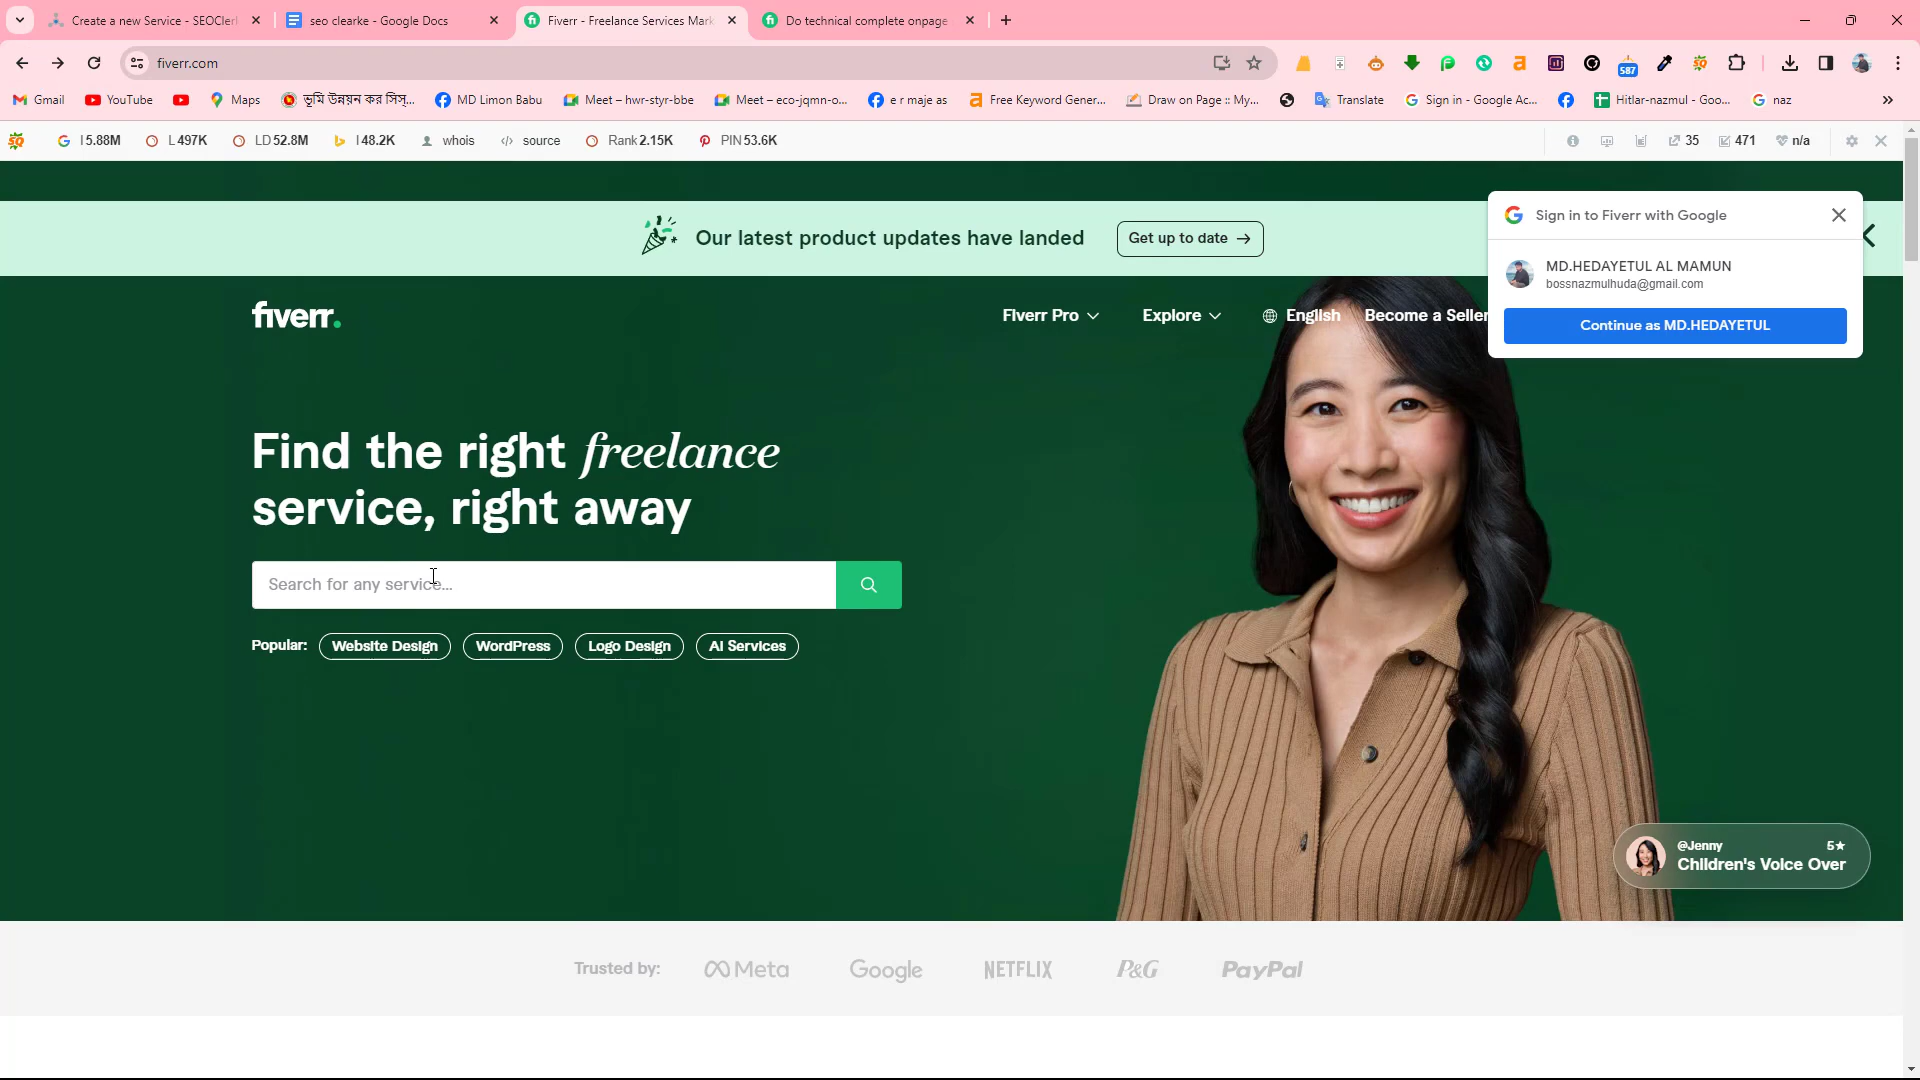 Create a new Service - SEOCler
seo clearke - Google Docs
Fiverr - Freelance Services Mark
Do technical complete onpage
fiverr.com
587
Gmail
YouTube
Maps
ভূমি উন্নয়ন কর সিস্...
MD Limon Babu
Meet – hwr-styr-bbe
Meet – eco-jqmn-o...
e r maje as
Free Keyword Gener...
Draw on Page :: My...
Translate
Sign in - Google Ac...
Hitlar-nazmul - Goo...
naz
I 5.88M
L 497K
LD 52.8M
I 48.2K
whois
source
Rank 2.15K
PIN 53.6K
35
471
n/a
Our latest product updates have landed
Get up to date →
Sign in to Fiverr with Google
MD.HEDAYETUL AL MAMUN
bossnazmulhuda@gmail.com
Continue as MD.HEDAYETUL
fiverr.
Fiverr Pro
Explore
English
Become a Seller
Find the right freelance
service, right away
Search for any service...
Popular:
Website Design
WordPress
Logo Design
AI Services
@Jenny 5★
Children's Voice Over
Trusted by:
Meta
Google
NETFLIX
P&G
PayPal